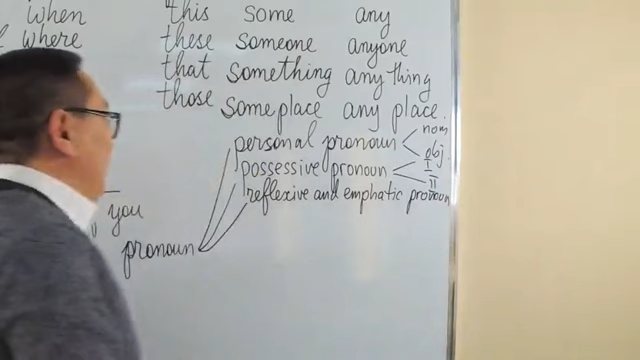 when this some any
where these someone anyone
that something anything
those someplace any place.
personal pronoun nom
obj.
possessive pronoun I
II
reflexive and emphatic pronoun
you
pronoun